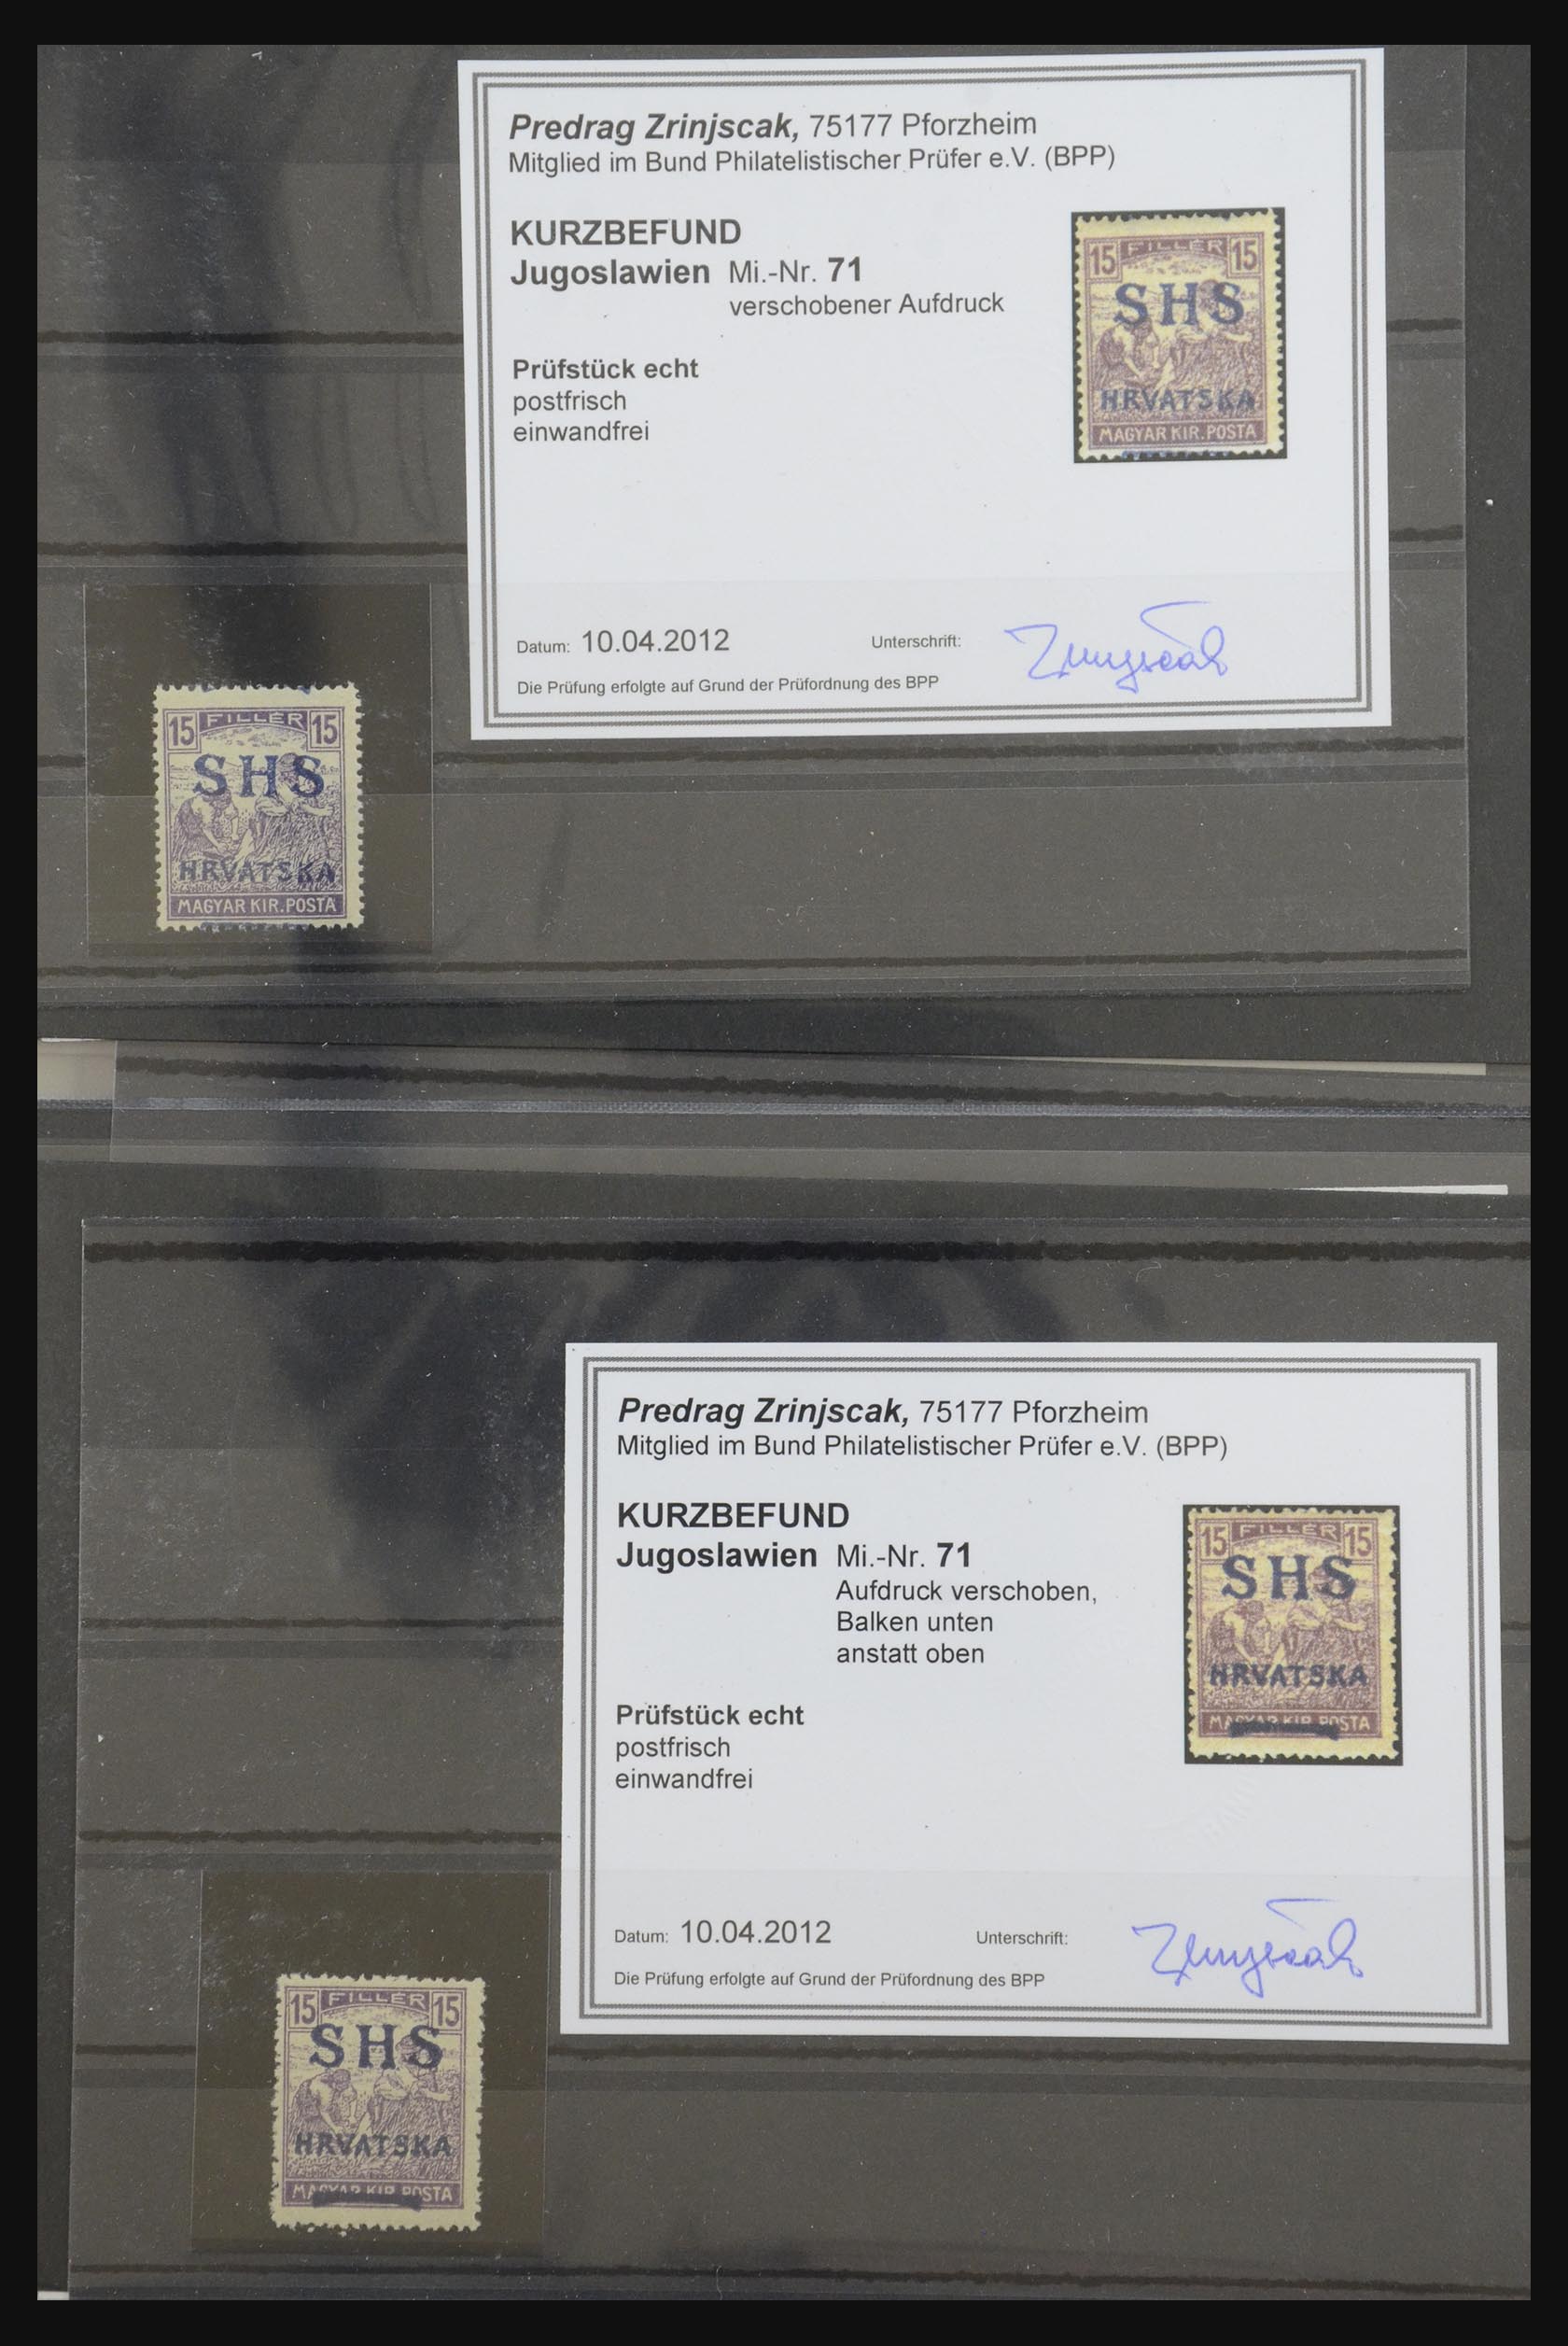 Predrag Zrinjscak, 75177 Pforzheim
Mitglied im Bund Philatelistischer Prüfer e.V. (BPP)
KURZBEFUND
Jugoslawien Mi.-Nr. 71
verschobener Aufdruck
Prüfstück echt
postfrisch
einwandfrei
15 FILLÉR 15
SHS
HRVATSKA
MAGYAR KIR. POSTA
Datum: 10.04.2012 Unterschrift:
Die Prüfung erfolgte auf Grund der Prüfordnung des BPP
15 FILLÉR 15
SHS
HRVATSKA
MAGYAR KIR. POSTA
Predrag Zrinjscak, 75177 Pforzheim
Mitglied im Bund Philatelistischer Prüfer e.V. (BPP)
KURZBEFUND
Jugoslawien Mi.-Nr. 71
Aufdruck verschoben,
Balken unten
anstatt oben
Prüfstück echt
postfrisch
einwandfrei
15 FILLÉR 15
SHS
HRVATSKA
MAGYAR KIR. POSTA
Datum: 10.04.2012 Unterschrift:
Die Prüfung erfolgte auf Grund der Prüfordnung des BPP
15 FILLÉR 15
SHS
HRVATSKA
MAGYAR KIR. POSTA